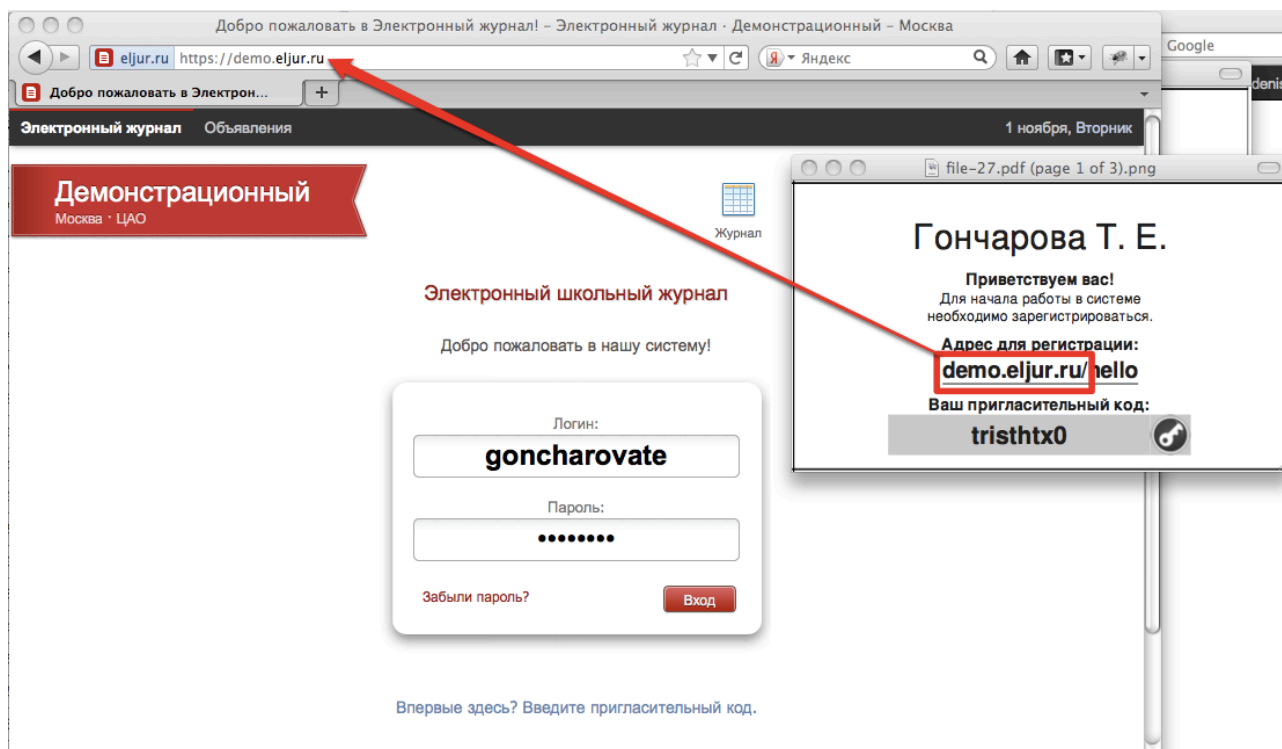 Добро пожаловать в Электронный журнал! – Электронный журнал · Демонстрационный – Москва
eljur.ru https://demo.eljur.ru
Яндекс
Google
Добро пожаловать в Электрон...
denis
Электронный журнал Объявления
1 ноября, Вторник
Демонстрационный
Москва · ЦАО
Журнал
file-27.pdf (page 1 of 3).png
Гончарова Т. Е.
Приветствуем вас!
Для начала работы в системе
необходимо зарегистрироваться.
Адрес для регистрации:
demo.eljur.ru/hello
Ваш пригласительный код:
tristhtx0
Электронный школьный журнал
Добро пожаловать в нашу систему!
Логин:
goncharovate
Пароль:
••••••••
Забыли пароль?
Вход
Впервые здесь? Введите пригласительный код.